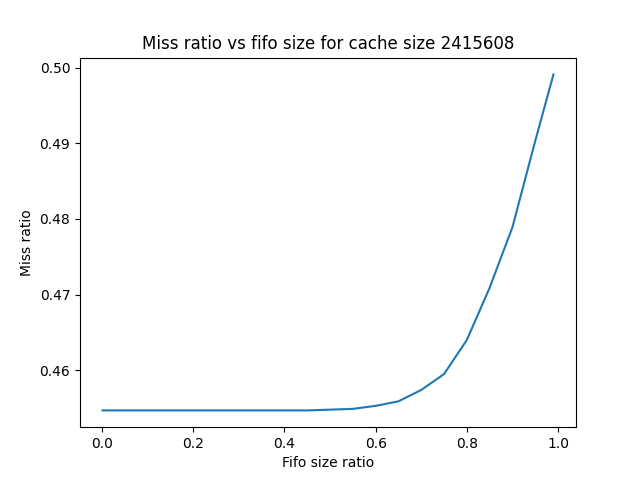 Miss ratio vs fifo size for cache size 2415608
0.50
0.49
0.48
0.47
0.46
Miss ratio
0.0 0.2 0.4 0.6 0.8 1.0
Fifo size ratio